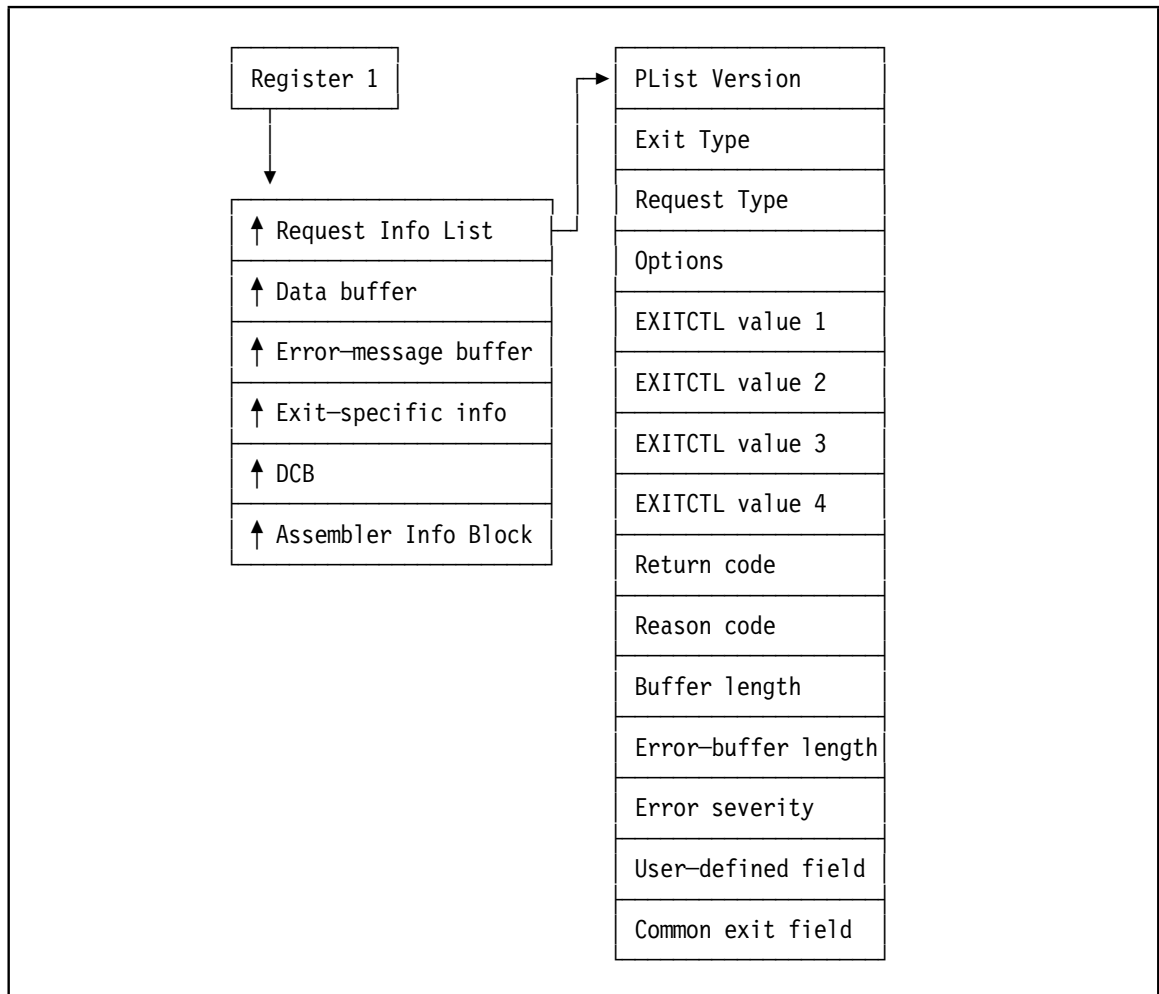 Register 1
↑ Request Info List
↑ Data buffer
↑ Error—message buffer
↑ Exit—specific info
↑ DCB
↑ Assembler Info Block
PList Version
Exit Type
Request Type
Options
EXITCTL value 1
EXITCTL value 2
EXITCTL value 3
EXITCTL value 4
Return code
Reason code
Buffer length
Error—buffer length
Error severity
User—defined field
Common exit field